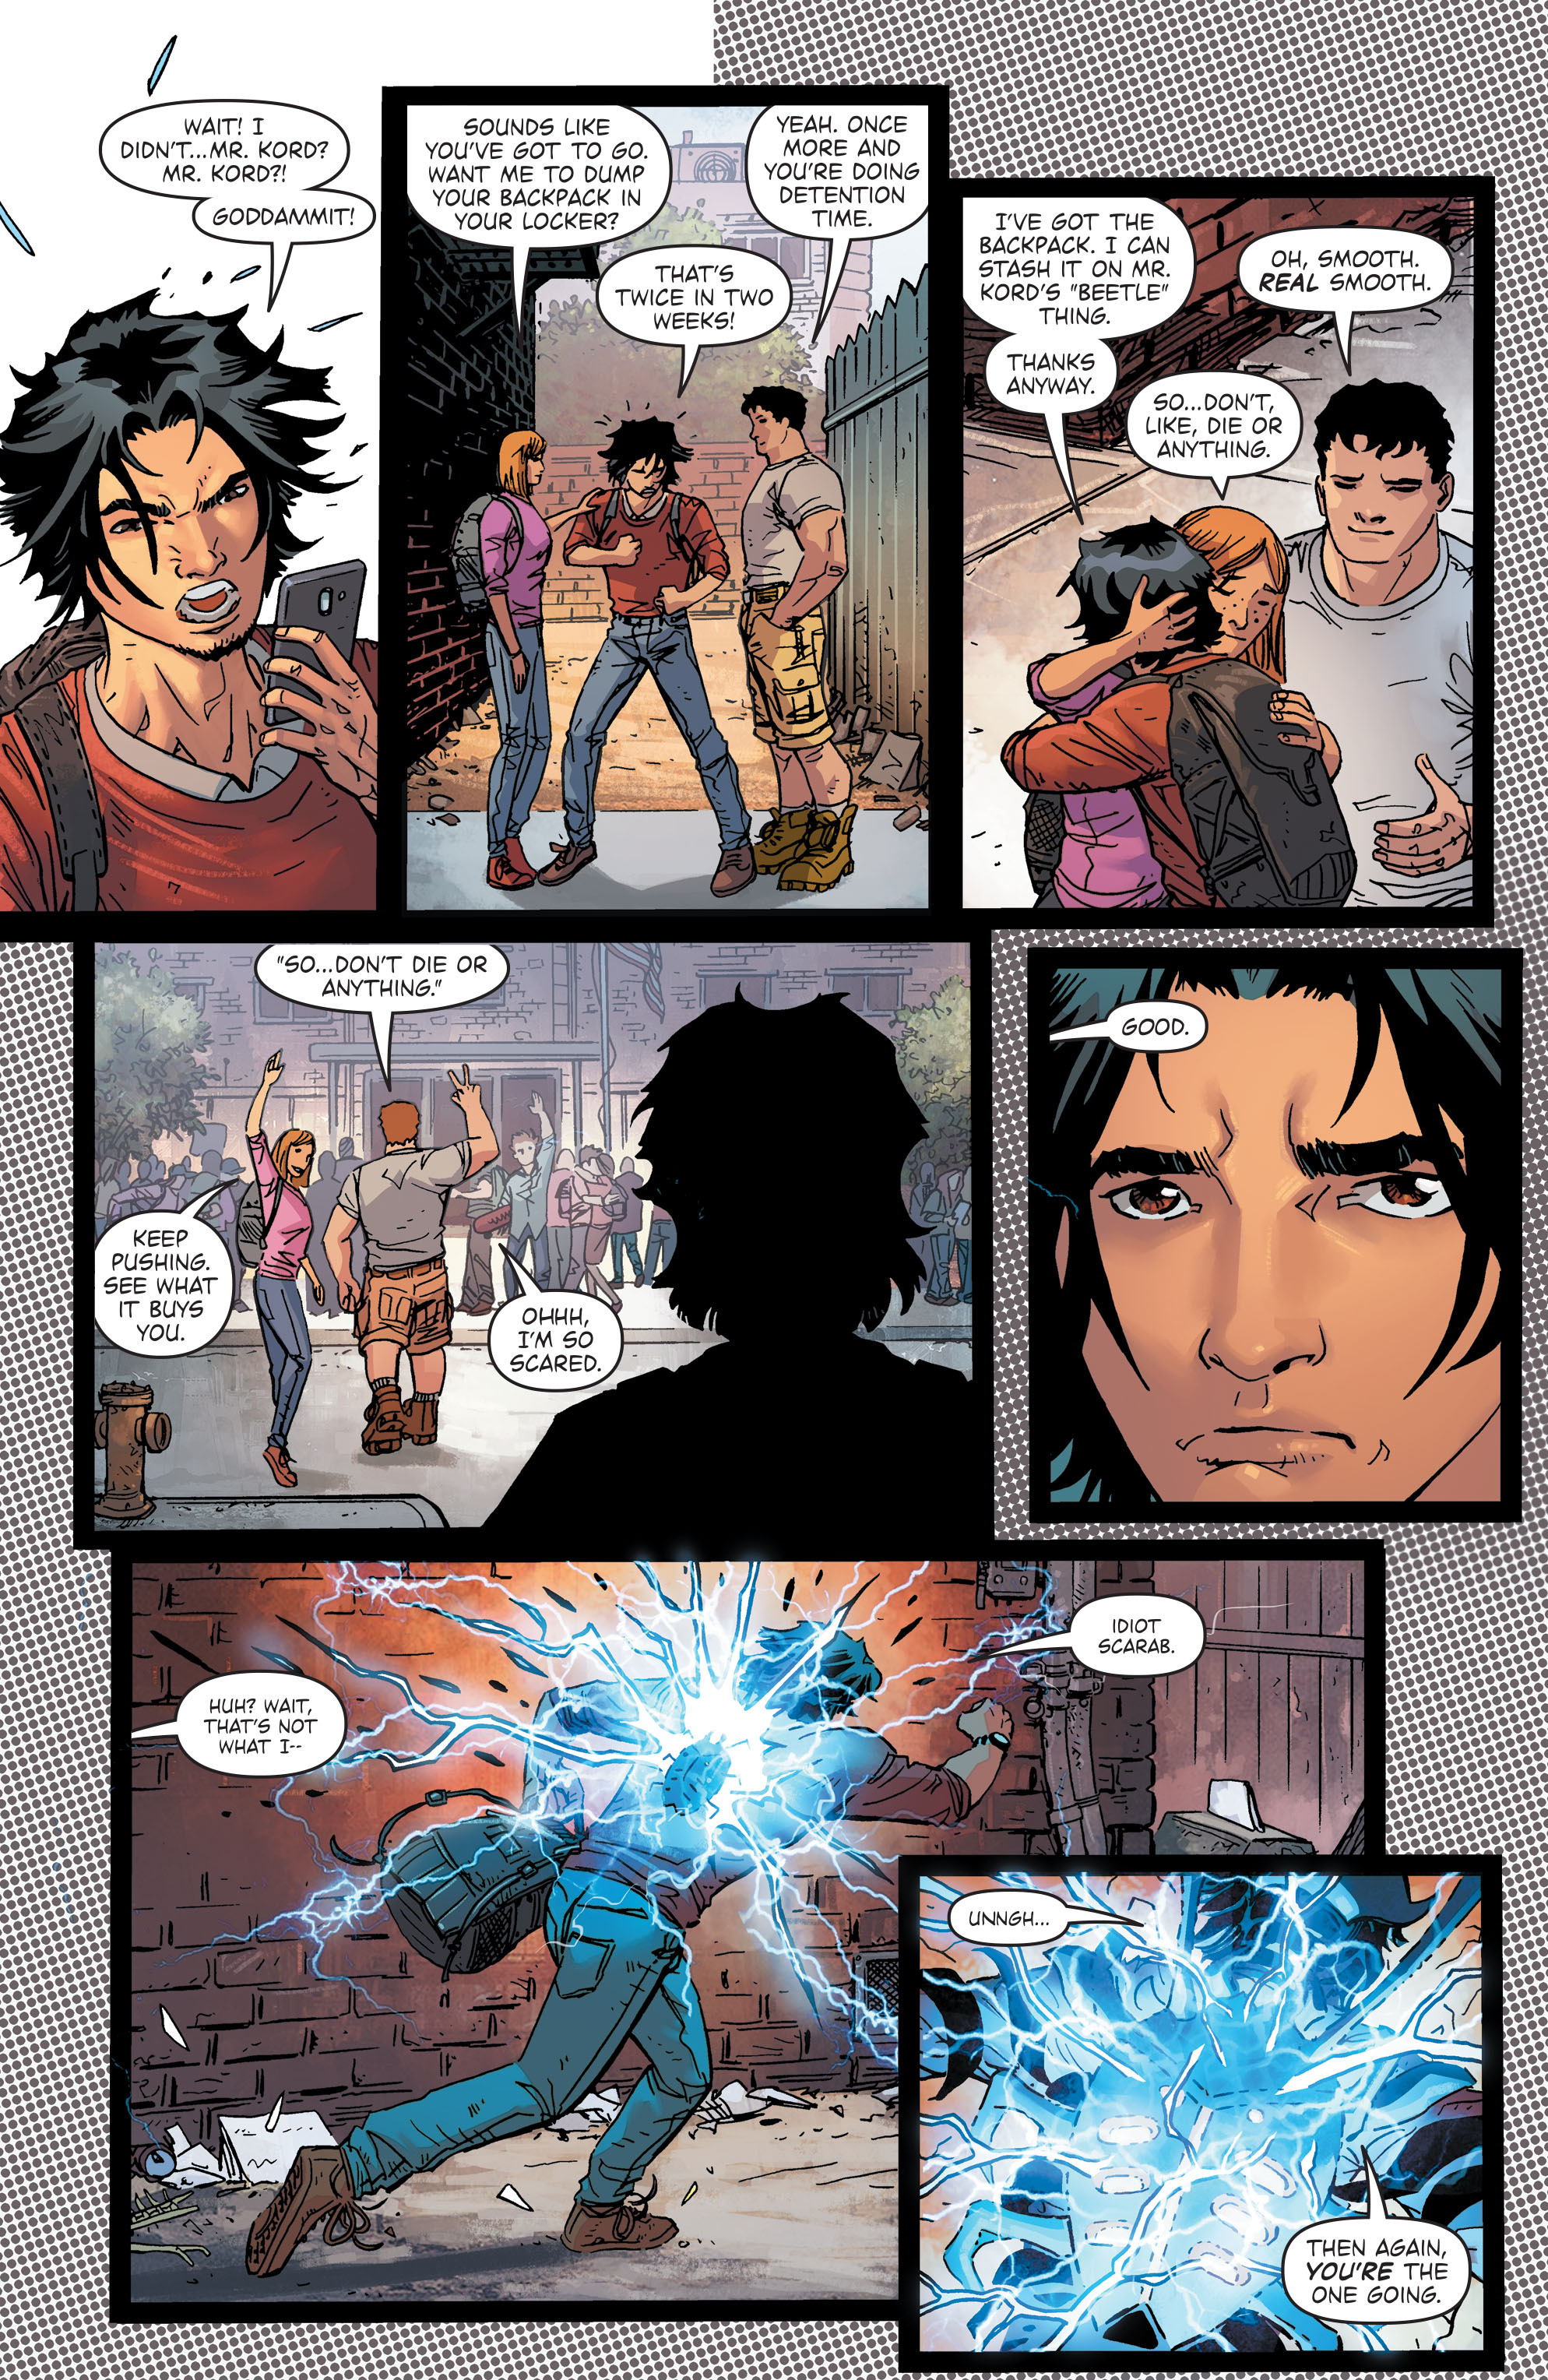 WAIT! I
DIDN'T...MR. KORD?
MR. KORD?!
GODDAMMIT!
SOUNDS LIKE
YOU'VE GOT TO GO.
WANT ME TO DUMP
YOUR BACKPACK IN
YOUR LOCKER?
THAT'S
TWICE IN TWO
WEEKS!
YEAH. ONCE
MORE AND
YOU'RE DOING
DETENTION
TIME.
I'VE GOT THE
BACKPACK. I CAN
STASH IT ON MR.
KORD'S "BEETLE"
THING.
THANKS
ANYWAY.
SO...DON'T,
LIKE, DIE OR
ANYTHING.
OH, SMOOTH.
REAL SMOOTH.
"SO...DON'T DIE OR
ANYTHING."
KEEP
PUSHING.
SEE WHAT
IT BUYS
YOU.
OHHH,
I'M SO
SCARED.
GOOD.
HUH? WAIT,
THAT'S NOT
WHAT I--
IDIOT
SCARAB.
UNNGH...
THEN AGAIN,
YOU'RE THE
ONE GOING.